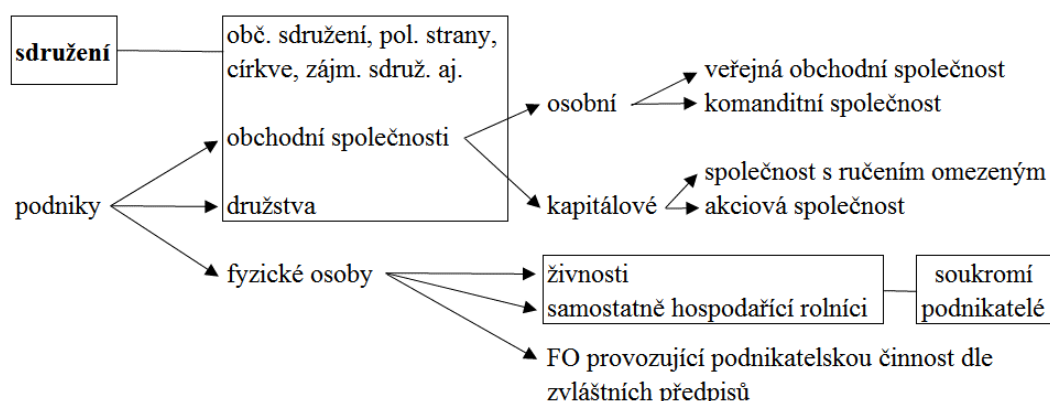 sdružení
obč. sdružení, pol. strany,
církve, zájm. sdruž. aj.
veřejná obchodní společnost
osobní
komanditní společnost
obchodní společnosti
společnost s ručením omezeným
podniky
družstva
kapitálové
akciová společnost
fyzické osoby
živnosti
samostatně hospodařící rolníci
soukromí
podnikatelé
FO provozující podnikatelskou činnost dle
zvláštních předpisů